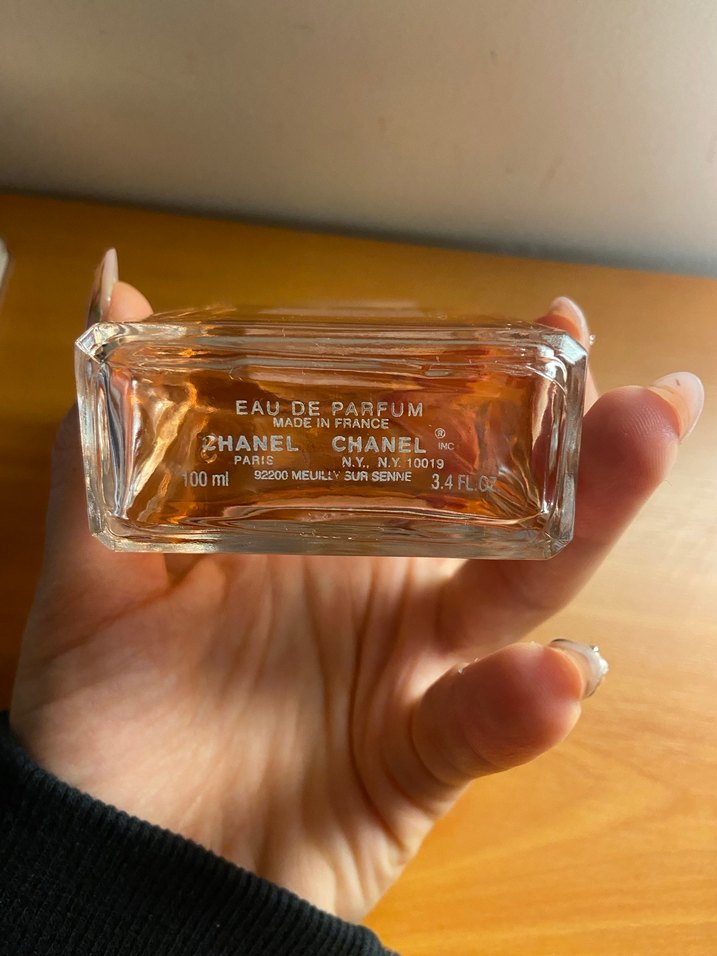 EAU DE PARFUM
MADE IN FRANCE
CHANEL CHANEL ® INC
PARIS N.Y., N.Y. 10019
92200 MEUILLY SUR SENNE
100 ml 3.4 FL.OZ